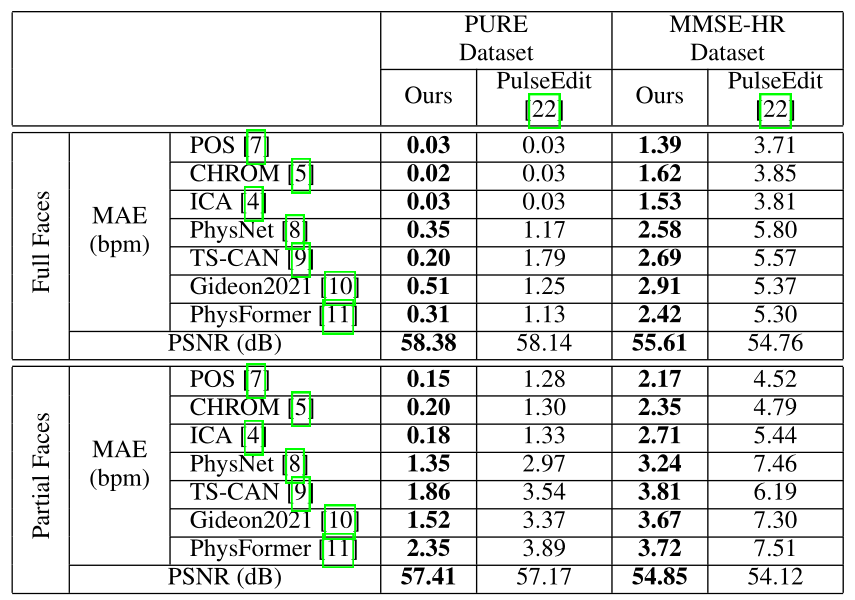 PURE Dataset MMSE-HR Dataset
Ours PulseEdit [22] Ours PulseEdit [22]
Full Faces MAE (bpm)
POS [7] 0.03 0.03 1.39 3.71
CHROM [5] 0.02 0.03 1.62 3.85
ICA [4] 0.03 0.03 1.53 3.81
PhysNet [8] 0.35 1.17 2.58 5.80
TS-CAN [9] 0.20 1.79 2.69 5.57
Gideon2021 [10] 0.51 1.25 2.91 5.37
PhysFormer [11] 0.31 1.13 2.42 5.30
PSNR (dB) 58.38 58.14 55.61 54.76
Partial Faces MAE (bpm)
POS [7] 0.15 1.28 2.17 4.52
CHROM [5] 0.20 1.30 2.35 4.79
ICA [4] 0.18 1.33 2.71 5.44
PhysNet [8] 1.35 2.97 3.24 7.46
TS-CAN [9] 1.86 3.54 3.81 6.19
Gideon2021 [10] 1.52 3.37 3.67 7.30
PhysFormer [11] 2.35 3.89 3.72 7.51
PSNR (dB) 57.41 57.17 54.85 54.12